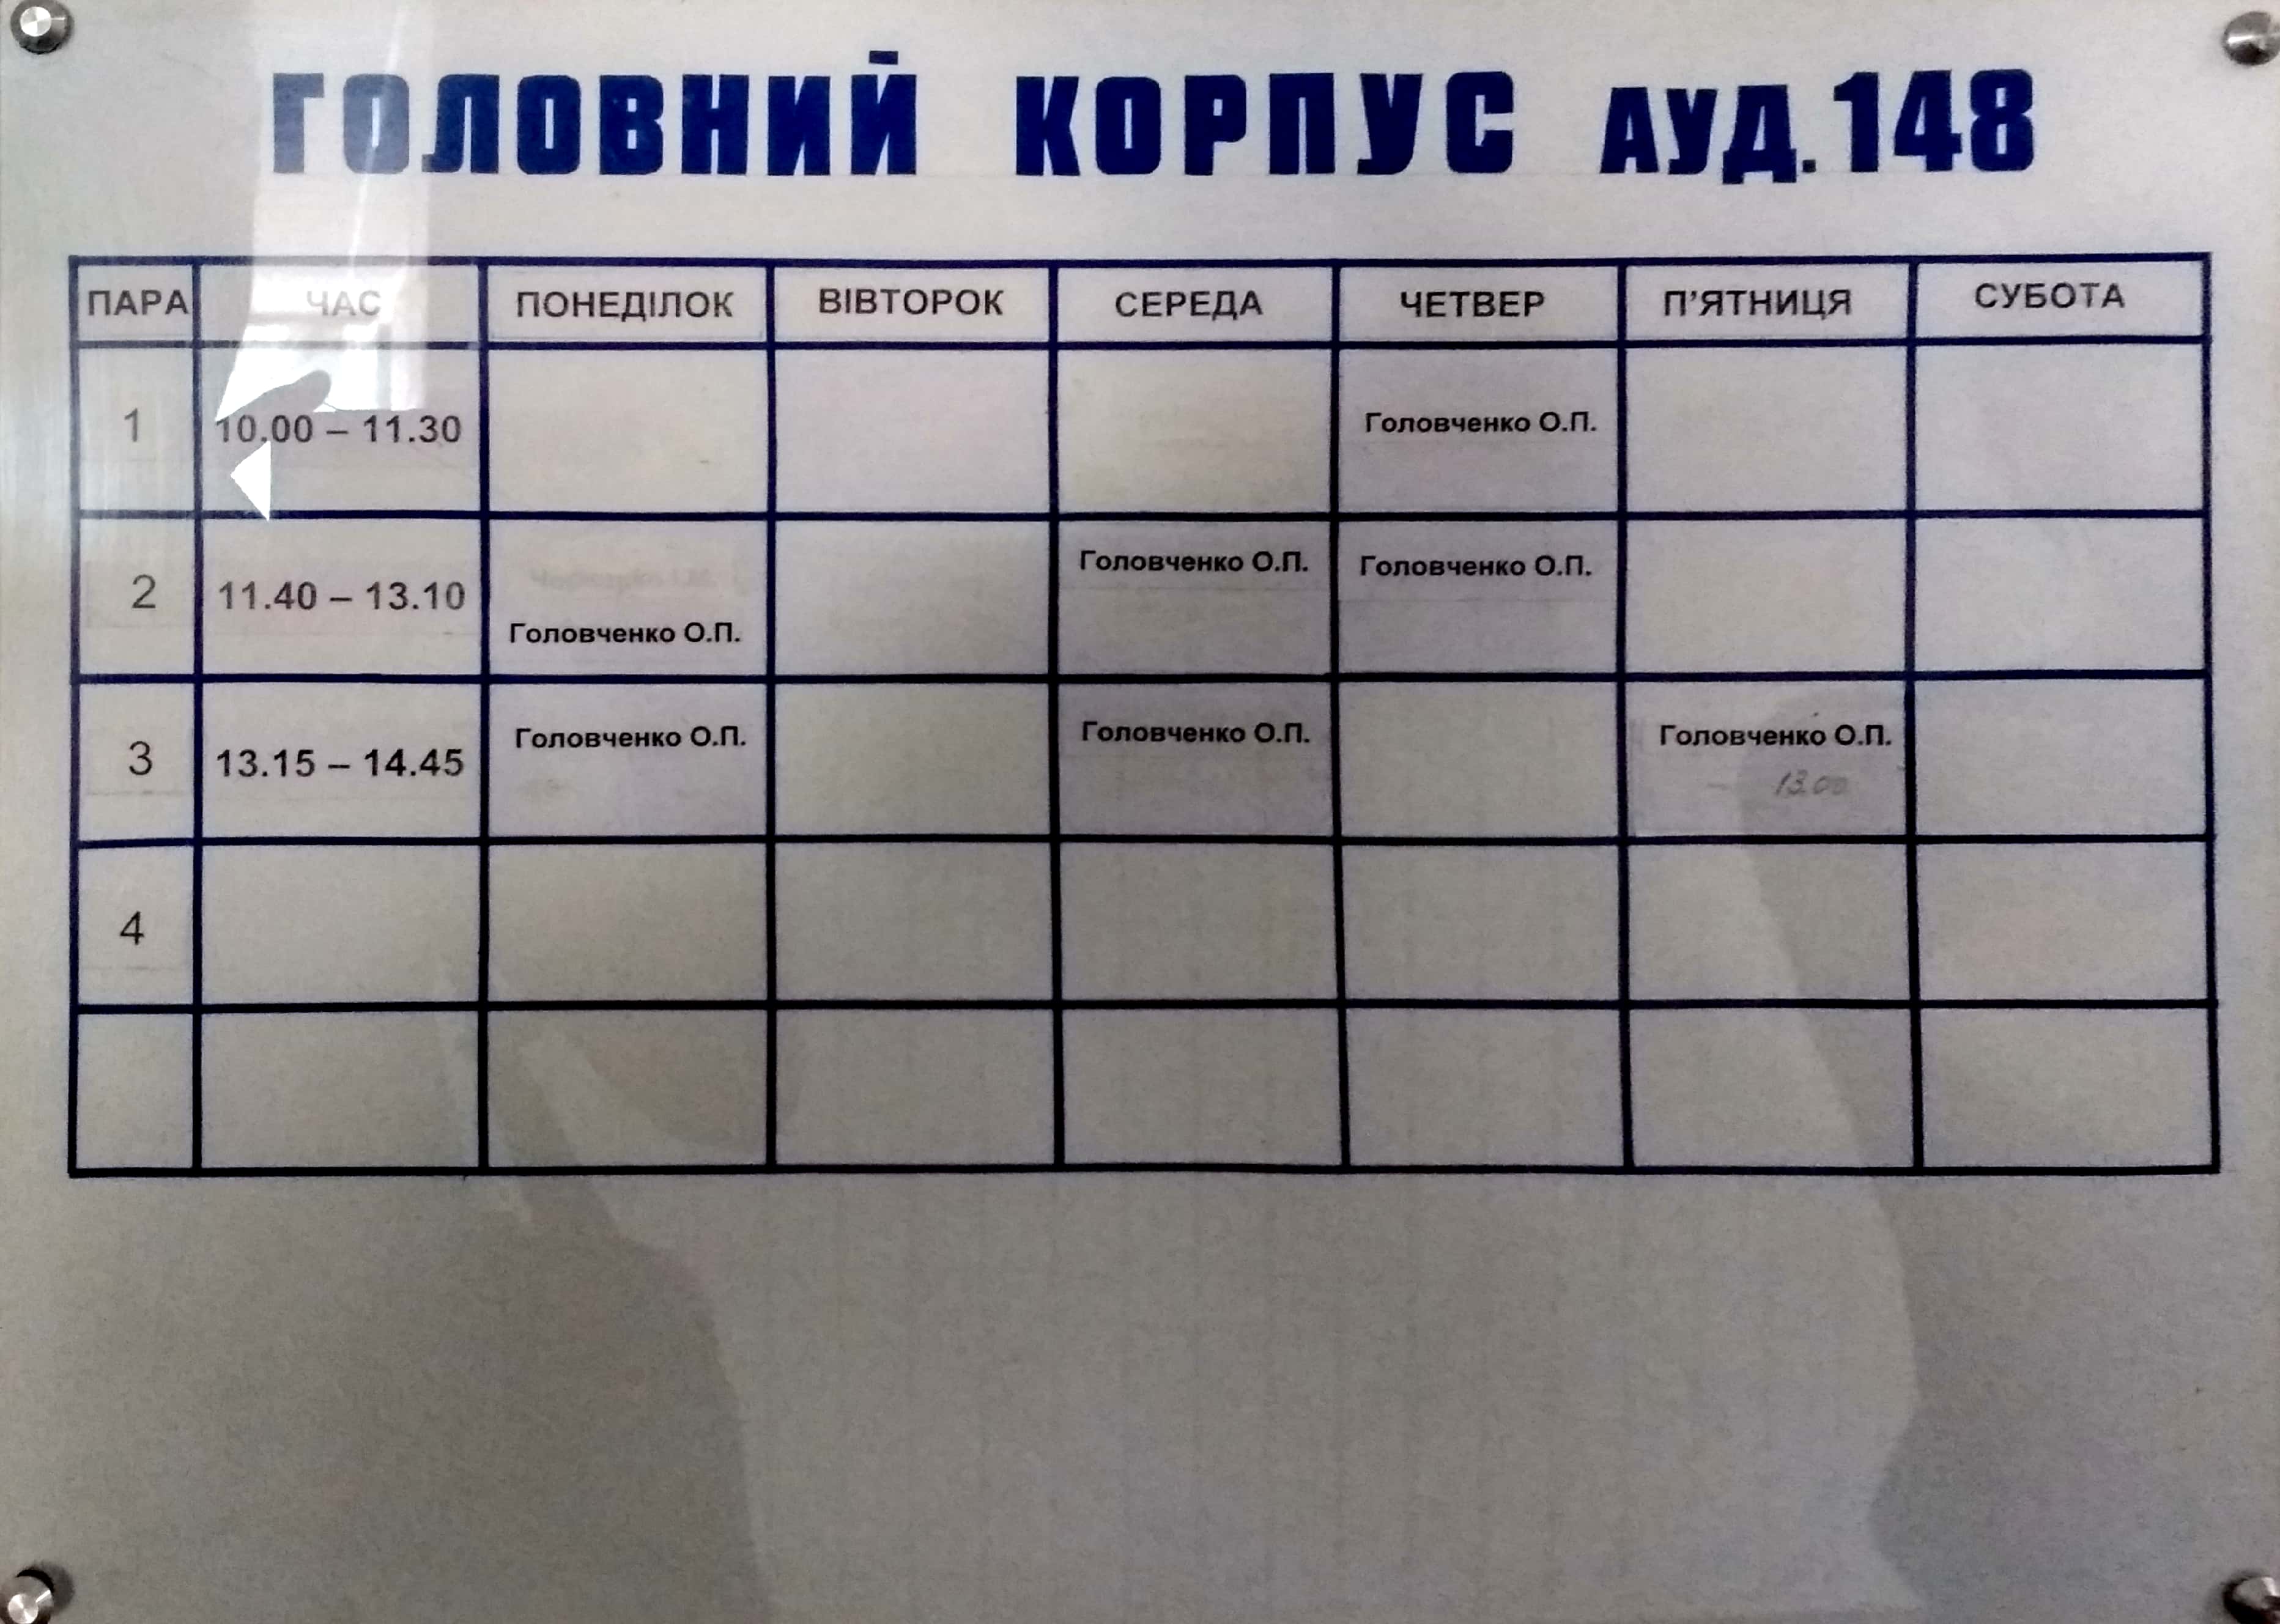 ГОЛОВНИЙ КОРПУС АУД. 148
ПАРА ЧАС ПОНЕДІЛОК ВІВТОРОК СЕРЕДА ЧЕТВЕР П'ЯТНИЦЯ СУБОТА
1 10.00 – 11.30 Головченко О.П.
2 11.40 – 13.10 Головченко О.П. Головченко О.П. Головченко О.П.
3 13.15 – 14.45 Головченко О.П. Головченко О.П. Головченко О.П.
13.00
4